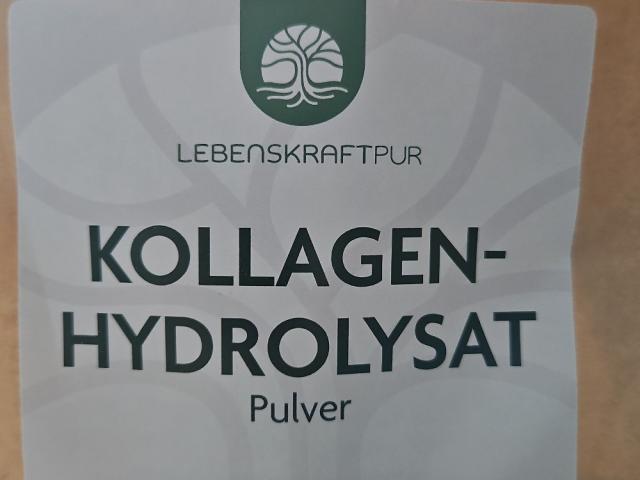 LEBENSKRAFTPUR
KOLLAGEN-
HYDROLYSAT
Pulver